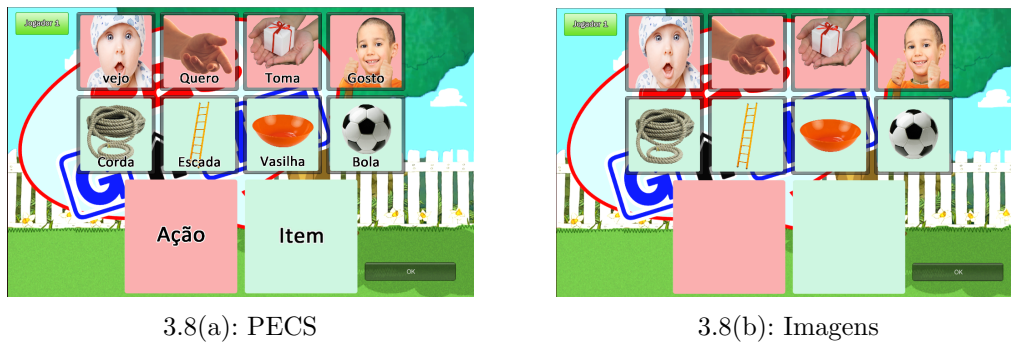 Jogador 1
vejo Quero Toma Gosto
Corda Escada Vasilha Bola
Ação Item
OK
3.8(a): PECS
Jogador 1
OK
3.8(b): Imagens